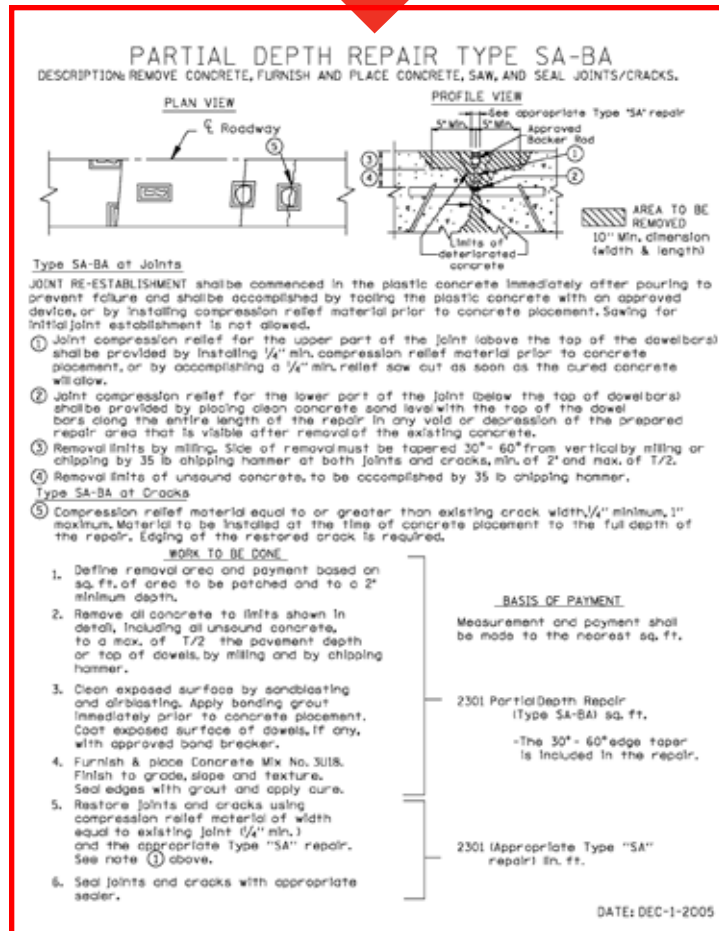 PARTIAL DEPTH REPAIR TYPE SA-BA
DESCRIPTION: REMOVE CONCRETE, FURNISH AND PLACE CONCRETE, SAW, AND SEAL JOINTS/CRACKS.
PLAN VIEW
℄ Roadway
5
PROFILE VIEW
See appropriate Type "SA" repair
5" Min. 5" Min.
Approved
Backer Rod
3
4
1
2
Limits of
deteriorated
concrete
AREA TO BE
REMOVED
10" Min. dimension
(width & length)
Type SA-BA at Joints
JOINT RE-ESTABLISHMENT shall be commenced in the plastic concrete immediately after pouring to
prevent failure and shall be accomplished by tooling the plastic concrete with an approved
device, or by installing compression relief material prior to concrete placement. Sawing for
initial joint establishment is not allowed.
1 Joint compression relief for the upper part of the joint (above the top of the dowel bars)
shall be provided by installing 1/4" min. compression relief material prior to concrete
placement, or by accomplishing a 1/4" min. relief saw cut as soon as the cured concrete
will allow.
2 Joint compression relief for the lower part of the joint (below the top of dowel bars)
shall be provided by placing clean concrete sand level with the top of the dowel
bars along the entire length of the repair in any void or depression of the prepared
repair area that is visible after removal of the existing concrete.
3 Removal limits by milling. Side of removal must be tapered 30°- 60° from vertical by milling or
chipping by 35 lb chipping hammer at both joints and cracks, min. of 2" and max. of T/2.
4 Removal limits of unsound concrete, to be accomplished by 35 lb chipping hammer.
Type SA-BA at Cracks
5 Compression relief material equal to or greater than existing crack width, 1/4" minimum, 1"
maximum. Material to be installed at the time of concrete placement to the full depth of
the repair. Edging of the restored crack is required.
WORK TO BE DONE
1. Define removal area and payment based on
sq. ft. of area to be patched and to a 2"
minimum depth.
2. Remove all concrete to limits shown in
detail, including all unsound concrete,
to a max. of T/2 the pavement depth
or top of dowels, by milling and by chipping
hammer.
3. Clean exposed surface by sandblasting
and airblasting. Apply bonding grout
immediately prior to concrete placement.
Coat exposed surface of dowels, if any,
with approved bond breaker.
4. Furnish & place Concrete Mix No. 3U18.
Finish to grade, slope and texture.
Seal edges with grout and apply cure.
5. Restore joints and cracks using
compression relief material of width
equal to existing joint (1/4" min.)
and the appropriate Type "SA" repair.
See note 1 above.
6. Seal joints and cracks with appropriate
sealer.
BASIS OF PAYMENT
Measurement and payment shall
be made to the nearest sq. ft.
2301 Partial Depth Repair
(Type SA-BA) sq. ft.
-The 30°- 60° edge taper
is included in the repair.
2301 (Appropriate Type "SA"
repair) lin. ft.
DATE: DEC-1-2005